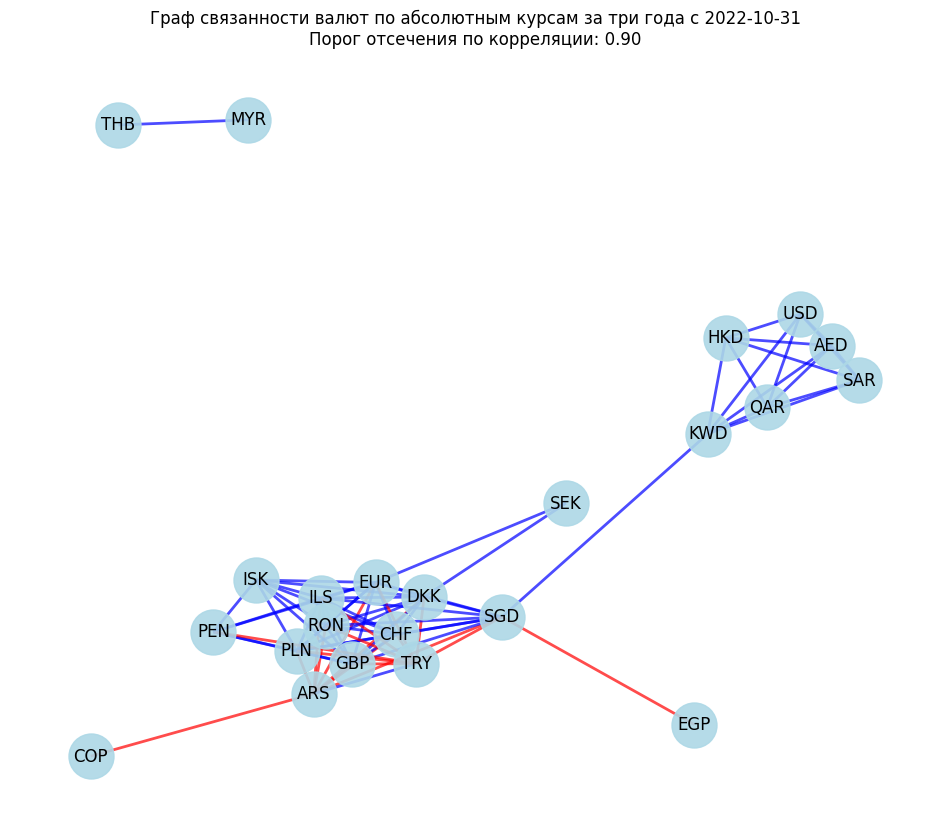 Граф связанности валют по абсолютным курсам за три года с 2022-10-31
Порог отсечения по корреляции: 0.90
THB
MYR
USD
HKD
AED
SAR
QAR
KWD
SEK
ISK
EUR
ILS
DKK
SGD
RON
PEN
CHF
PLN
GBP
TRY
ARS
EGP
COP